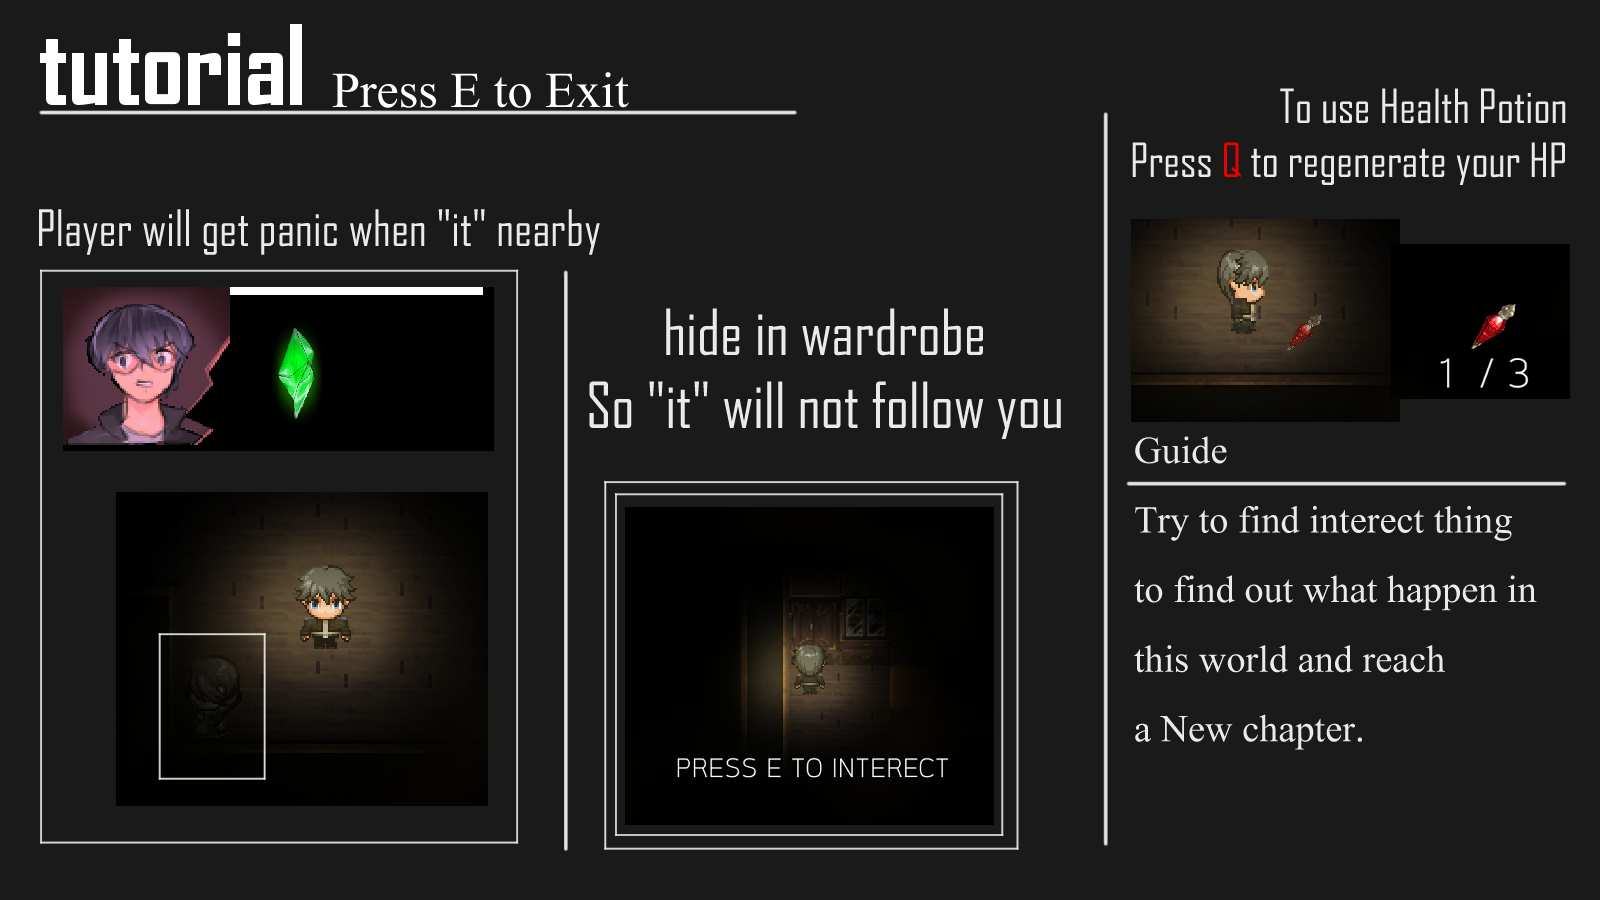 tutorial Press E to Exit
Player will get panic when "it" nearby
hide in wardrobe
So "it" will not follow you
PRESS E TO INTERECT
To use Health Potion
Press Q to regenerate your HP
1 / 3
Guide
Try to find interect thing
to find out what happen in
this world and reach
a New chapter.